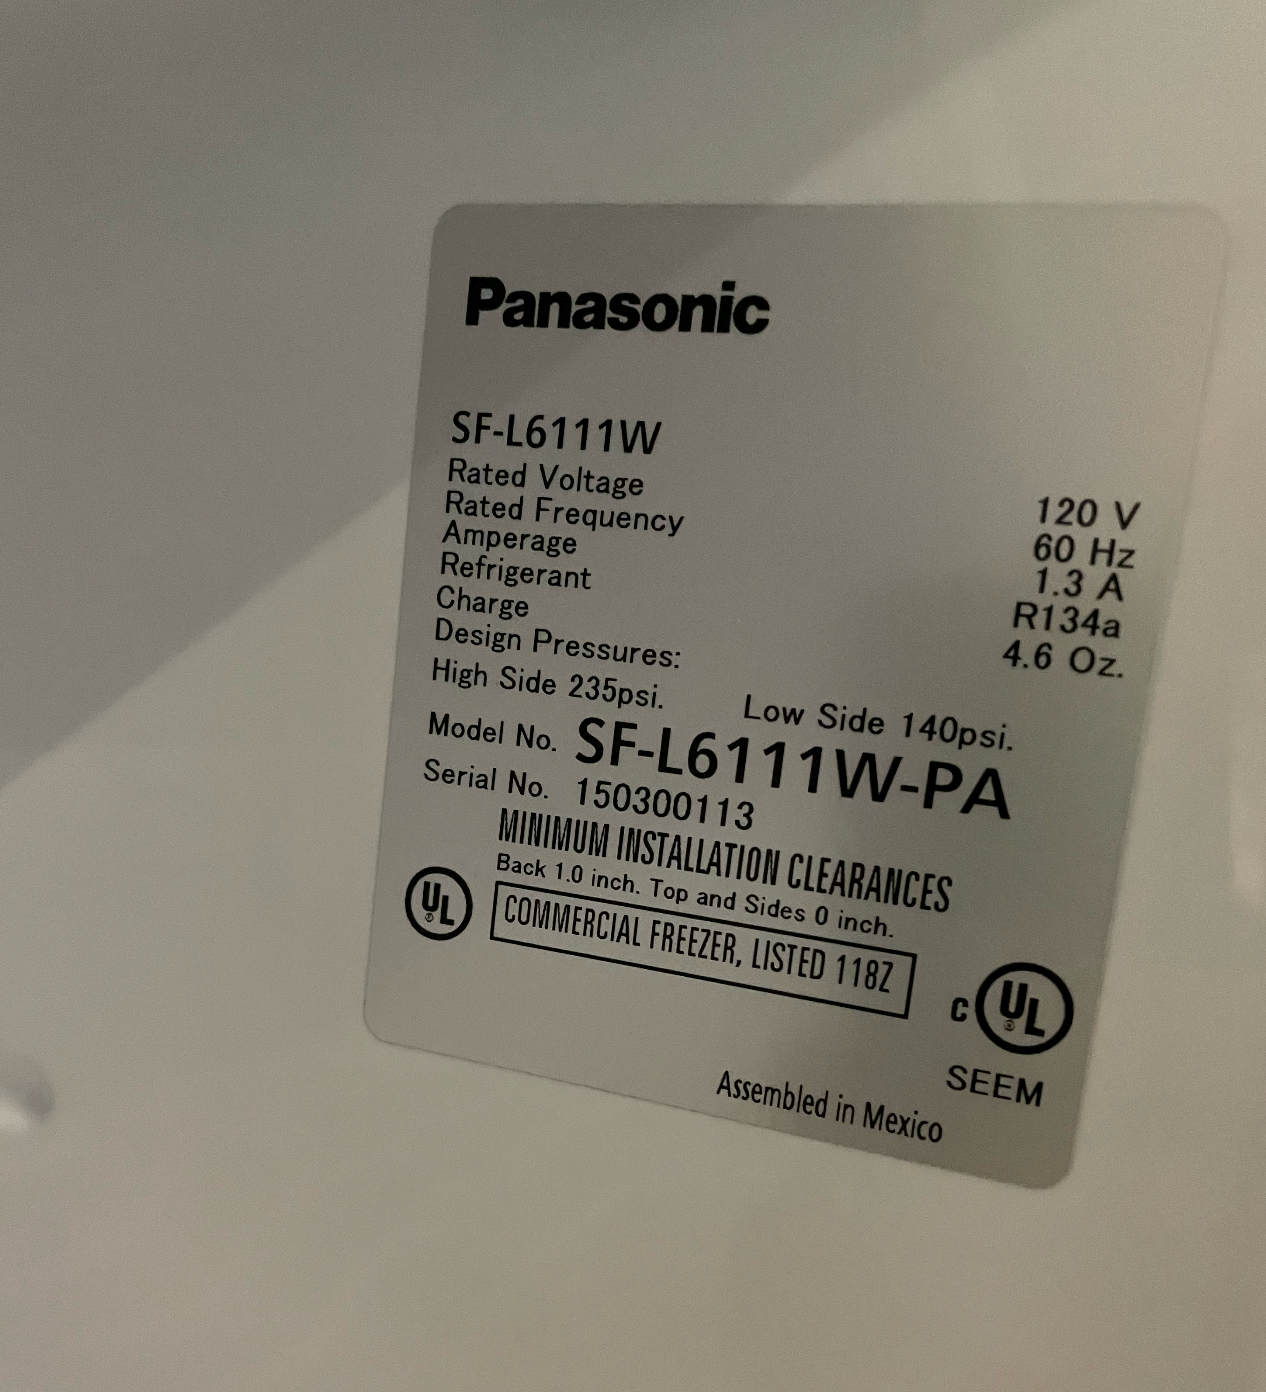 Panasonic
SF-L6111W
Rated Voltage 120 V
Rated Frequency 60 Hz
Amperage 1.3 A
Refrigerant R134a
Charge 4.6 Oz.
Design Pressures:
High Side 235psi. Low Side 140psi.
Model No. SF-L6111W-PA
Serial No. 150300113
MINIMUM INSTALLATION CLEARANCES
Back 1.0 inch. Top and Sides 0 inch.
UL ® COMMERCIAL FREEZER, LISTED 118Z
C UL ®
SEEM
Assembled in Mexico